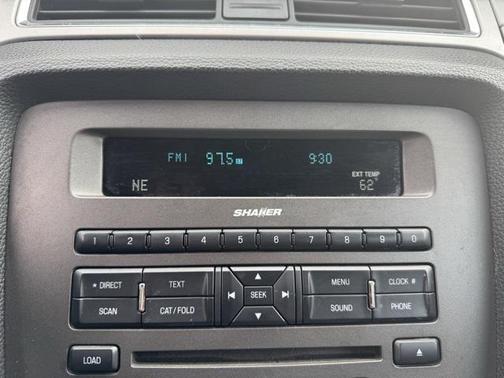 FM1 97.5 9:30
EXT TEMP
NE 62°
SHAKER
1 2 3 4 5 6 7 8 9 0
* DIRECT TEXT MENU CLOCK #
SEEK
SCAN CAT/FOLD SOUND PHONE
LOAD